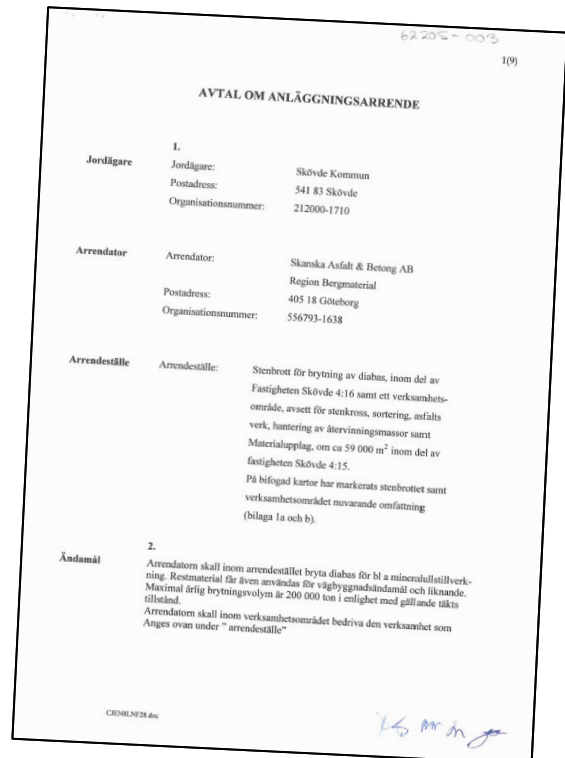 62205-003
1(9)
AVTAL OM ANLÄGGNINGSARRENDE
1.
Jordägare Jordägare: Skövde Kommun
Postadress: 541 83 Skövde
Organisationsnummer: 212000-1710
Arrendator Arrendator: Skanska Asfalt & Betong AB
Region Bergmaterial
Postadress: 405 18 Göteborg
Organisationsnummer: 556793-1638
Arrendeställe Arrendeställe: Stenbrott för brytning av diabas, inom del av
Fastigheten Skövde 4:16 samt ett verksamhets-
område, avsett för stenkross, sortering, asfalts
verk, hantering av återvinningsmassor samt
Materialupplag, om ca 59 000 m² inom del av
fastigheten Skövde 4:15.
På bifogad kartor har markerats stenbrottet samt
verksamhetsområdet nuvarande omfattning
(bilaga 1a och b).
2.
Ändamål Arrendatorn skall inom arrendestället bryta diabas för bl a mineralullstillverk-
ning. Restmaterial får även användas för vägbyggnadsändamål och liknande.
Maximal årlig brytningsvolym är 200 000 ton i enlighet med gällande täkts
tillstånd.
Arrendatorn skall inom verksamhetsområdet bedriva den verksamhet som
Anges ovan under " arrendeställe"
CJEN8LNF28.doc